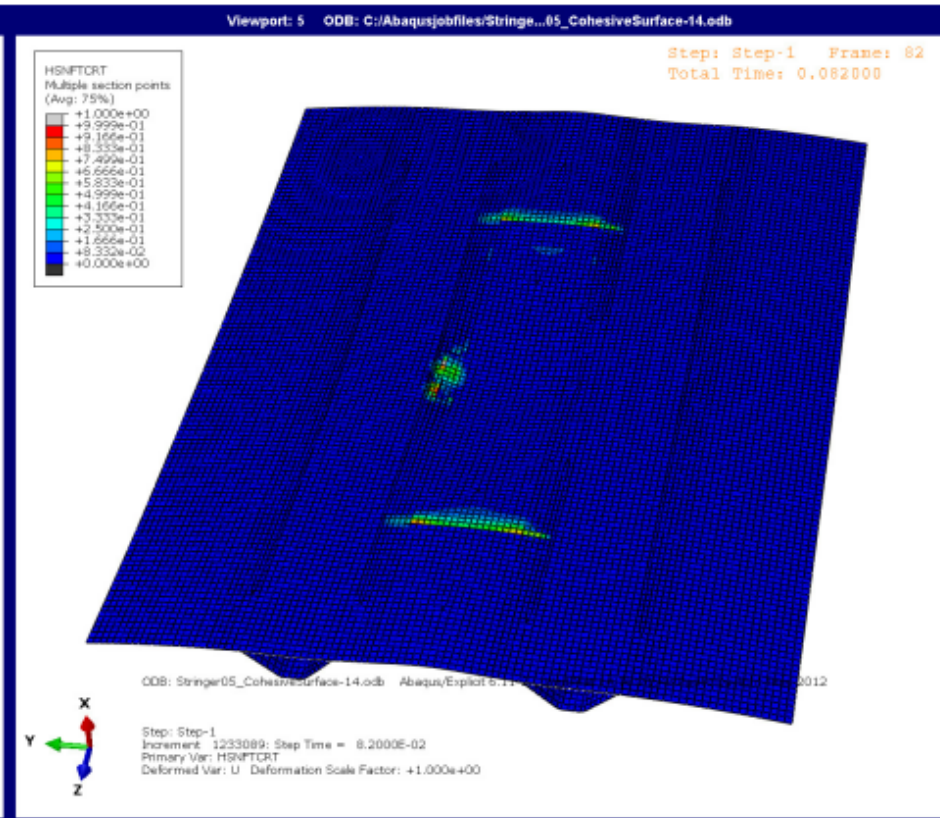 Viewport: 5 ODB: C:/Abaqusjobfiles/Stringe...05_CohesiveSurface-14.odb
Step: Step-1 Frame: 82
Total Time: 0.082000
HSNFTCRT
Multiple section points
(Avg: 75%)
+1.000e+00
+9.999e-01
+9.166e-01
+8.333e-01
+7.499e-01
+6.666e-01
+5.833e-01
+4.999e-01
+4.166e-01
+3.333e-01
+2.500e-01
+1.666e-01
+8.332e-02
+0.000e+00
ODB: Stringer05_CohesiveSurface-14.odb Abaqus/Explicit 6.11 2012
X
Y
Z
Step: Step-1
Increment 1233089: Step Time = 8.2000E-02
Primary Var: HSNFTCRT
Deformed Var: U Deformation Scale Factor: +1.000e+00